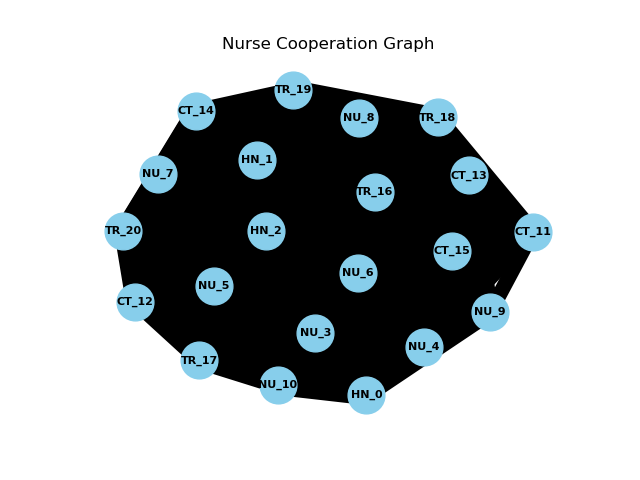 Nurse Cooperation Graph
TR_19
CT_14
NU_8
TR_18
HN_1
NU_7
CT_13
TR_16
TR_20
HN_2
CT_11
CT_15
NU_6
NU_5
CT_12
NU_9
NU_3
NU_4
TR_17
NU_10
HN_0